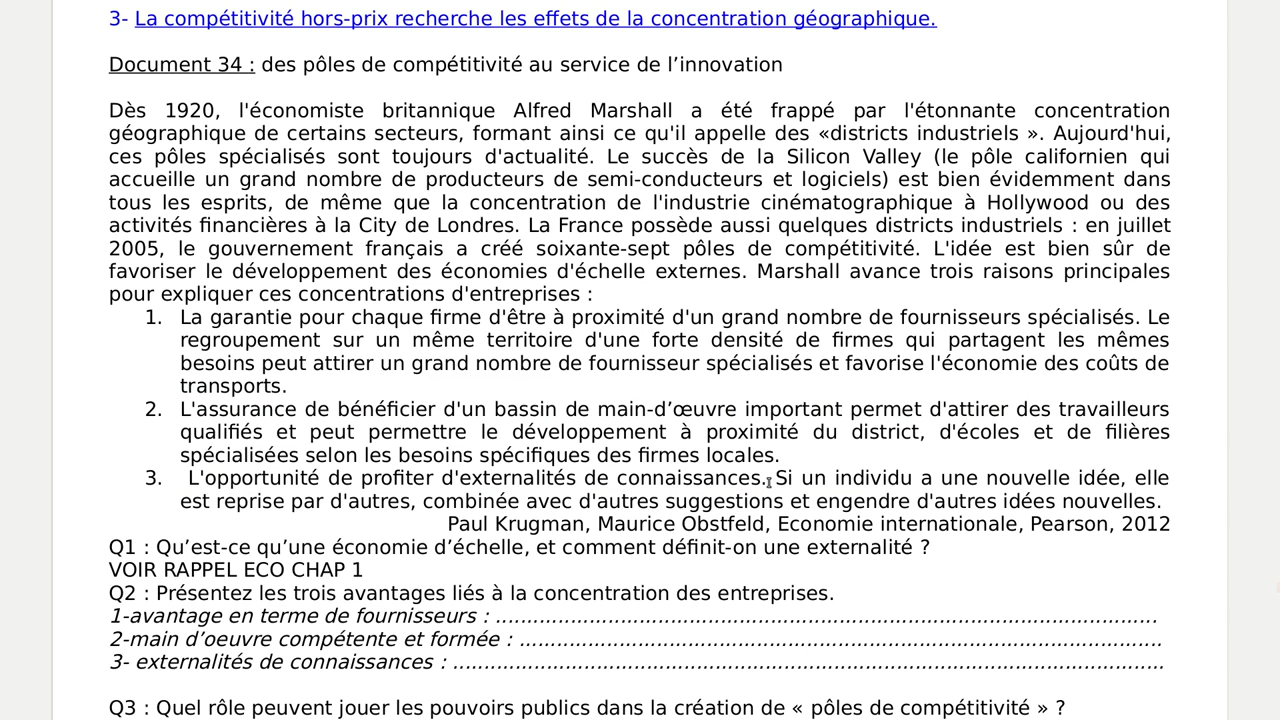 3- La compétitivité hors-prix recherche les effets de la concentration géographique.
Document 34 : des pôles de compétitivité au service de l’innovation
Dès 1920, l'économiste britannique Alfred Marshall a été frappé par l'étonnante concentration
géographique de certains secteurs, formant ainsi ce qu'il appelle des «districts industriels ». Aujourd'hui,
ces pôles spécialisés sont toujours d'actualité. Le succès de la Silicon Valley (le pôle californien qui
accueille un grand nombre de producteurs de semi-conducteurs et logiciels) est bien évidemment dans
tous les esprits, de même que la concentration de l'industrie cinématographique à Hollywood ou des
activités financières à la City de Londres. La France possède aussi quelques districts industriels : en juillet
2005, le gouvernement français a créé soixante-sept pôles de compétitivité. L'idée est bien sûr de
favoriser le développement des économies d'échelle externes. Marshall avance trois raisons principales
pour expliquer ces concentrations d'entreprises :
1. La garantie pour chaque firme d'être à proximité d'un grand nombre de fournisseurs spécialisés. Le
regroupement sur un même territoire d'une forte densité de firmes qui partagent les mêmes
besoins peut attirer un grand nombre de fournisseur spécialisés et favorise l'économie des coûts de
transports.
2. L'assurance de bénéficier d'un bassin de main-d’œuvre important permet d'attirer des travailleurs
qualifiés et peut permettre le développement à proximité du district, d'écoles et de filières
spécialisées selon les besoins spécifiques des firmes locales.
3. L'opportunité de profiter d'externalités de connaissances. Si un individu a une nouvelle idée, elle
est reprise par d'autres, combinée avec d'autres suggestions et engendre d'autres idées nouvelles.
Paul Krugman, Maurice Obstfeld, Economie internationale, Pearson, 2012
Q1 : Qu’est-ce qu’une économie d’échelle, et comment définit-on une externalité ?
VOIR RAPPEL ECO CHAP 1
Q2 : Présentez les trois avantages liés à la concentration des entreprises.
1-avantage en terme de fournisseurs : ....................................................................................................
2-main d’oeuvre compétente et formée : .................................................................................................
3- externalités de connaissances : ...........................................................................................................
Q3 : Quel rôle peuvent jouer les pouvoirs publics dans la création de « pôles de compétitivité » ?